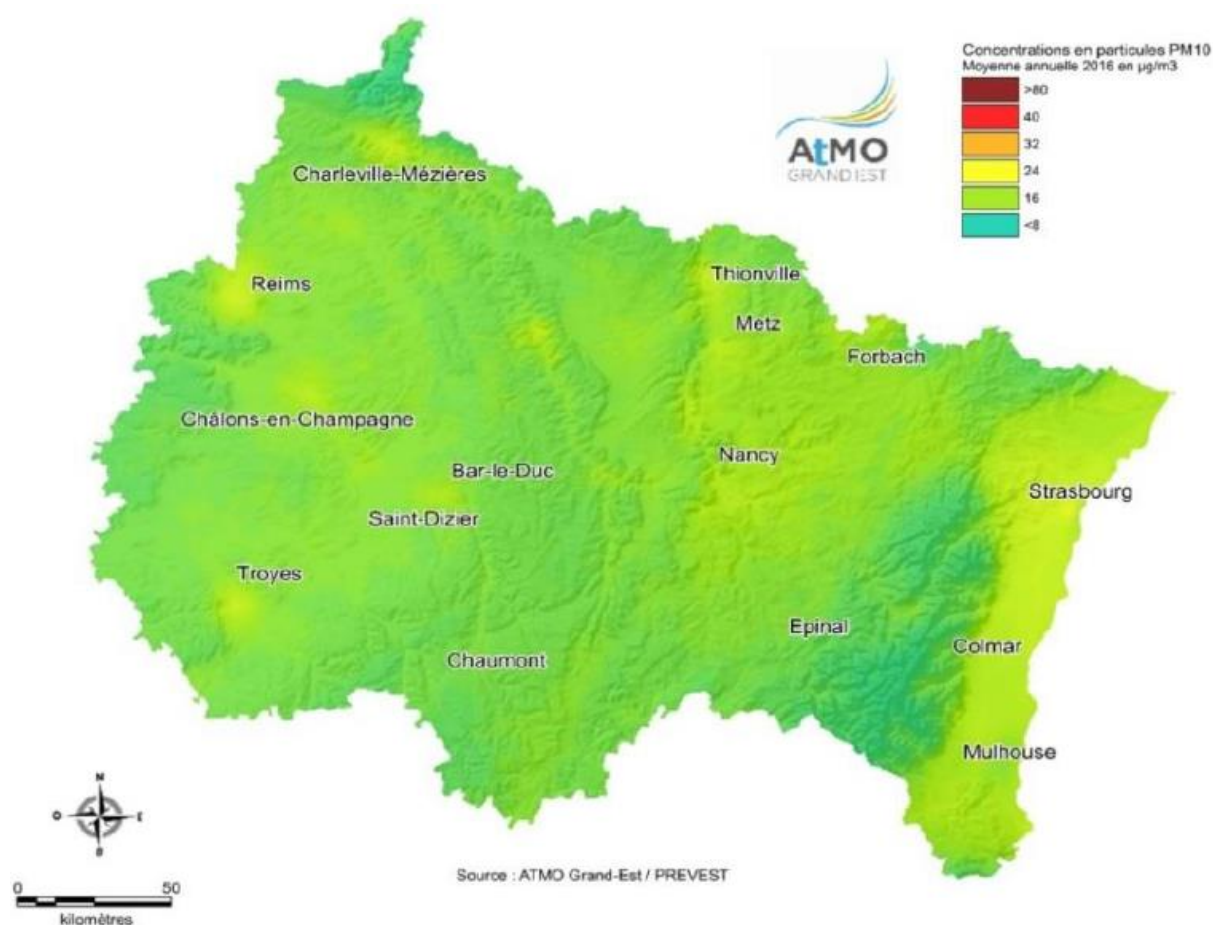 Concentrations en particules PM10
Moyenne annuelle 2016 en µg/m3
>80
40
32
24
16
<8
AtMO
GRAND EST
Charleville-Mézières
Reims
Thionville
Metz
Forbach
Châlons-en-Champagne
Nancy
Bar-le-Duc
Strasbourg
Saint-Dizier
Troyes
Epinal
Colmar
Chaumont
Mulhouse
N
O E
S
Source : ATMO Grand-Est / PREVEST
0 50
kilomètres